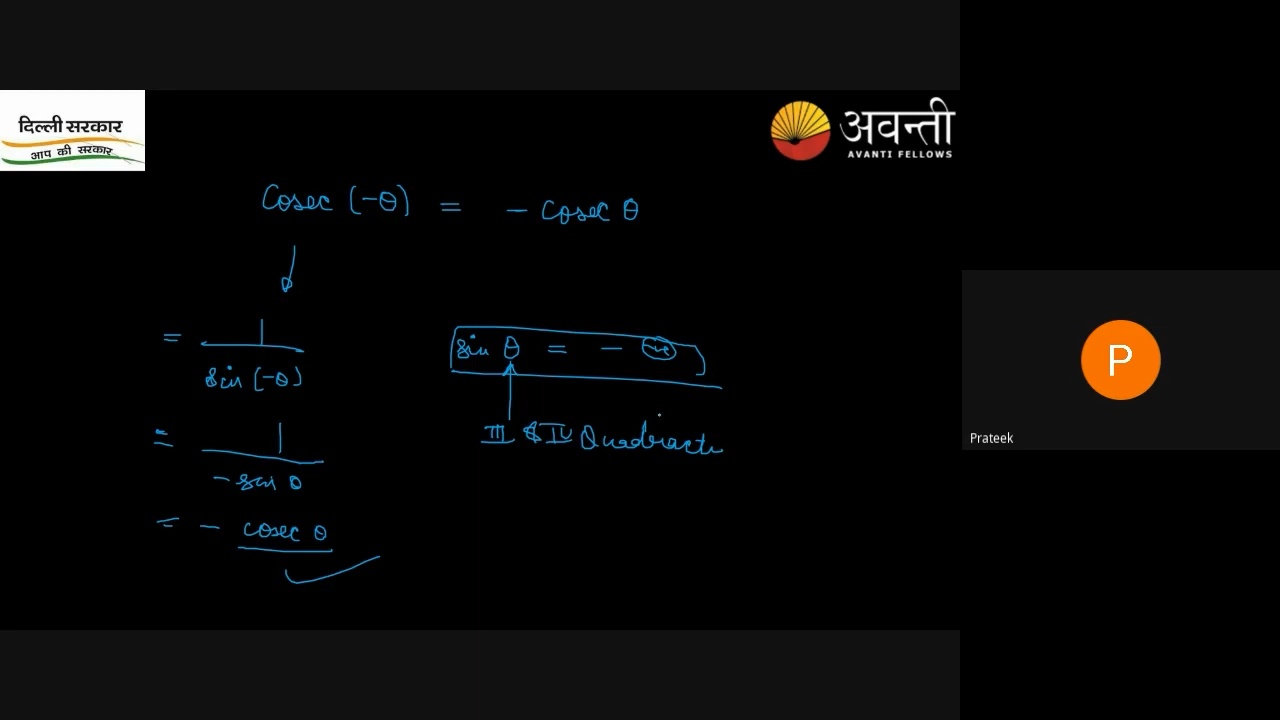 दिल्ली सरकार
आप की सरकार
अवन्ती
AVANTI FELLOWS
Cosec (-θ) = - Cosec θ
= 1 / sin (-θ)
sin θ = - ve
= 1 / - sin θ
III & IV Quadrants
= - cosec θ
P
Prateek